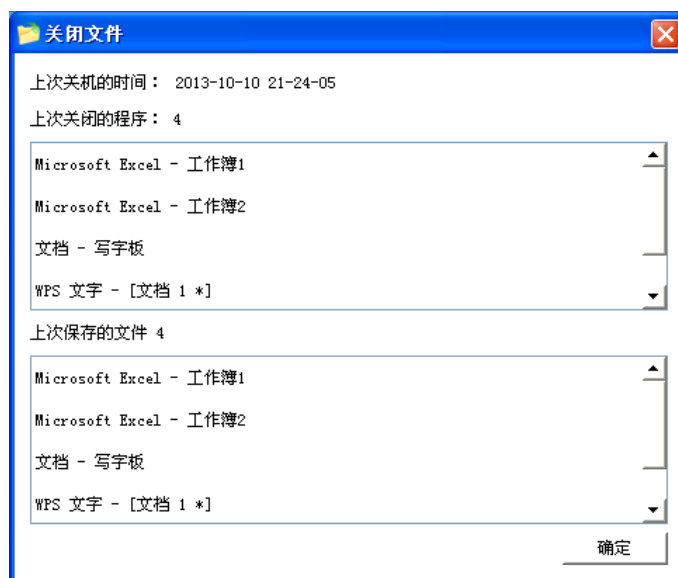 关闭文件
上次关机的时间： 2013-10-10 21-24-05
上次关闭的程序： 4
Microsoft Excel - 工作簿1
Microsoft Excel - 工作簿2
文档 - 写字板
WPS 文字 - [文档 1 *]
上次保存的文件 4
Microsoft Excel - 工作簿1
Microsoft Excel - 工作簿2
文档 - 写字板
WPS 文字 - [文档 1 *]
确定